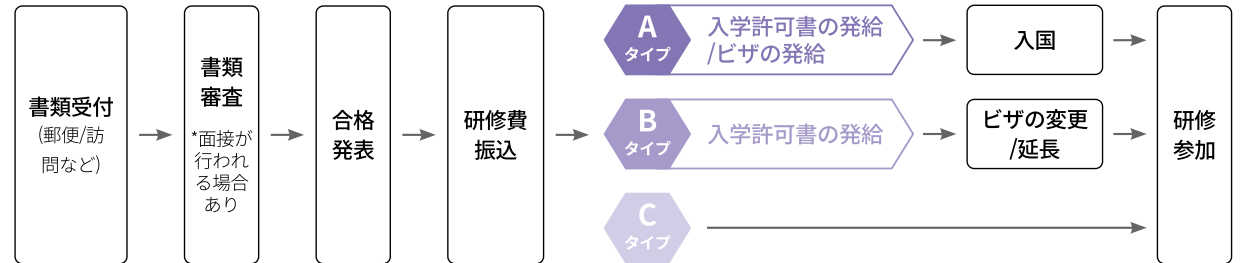 書類受付
(郵便/訪
問など)
書類
審査
*面接が
行われ
る場合
あり
合格
発表
研修費
振込
A
タイプ
入学許可書の発給
/ビザの発給
入国
B
タイプ
入学許可書の発給
ビザの変更
/延長
C
タイプ
研修
参加